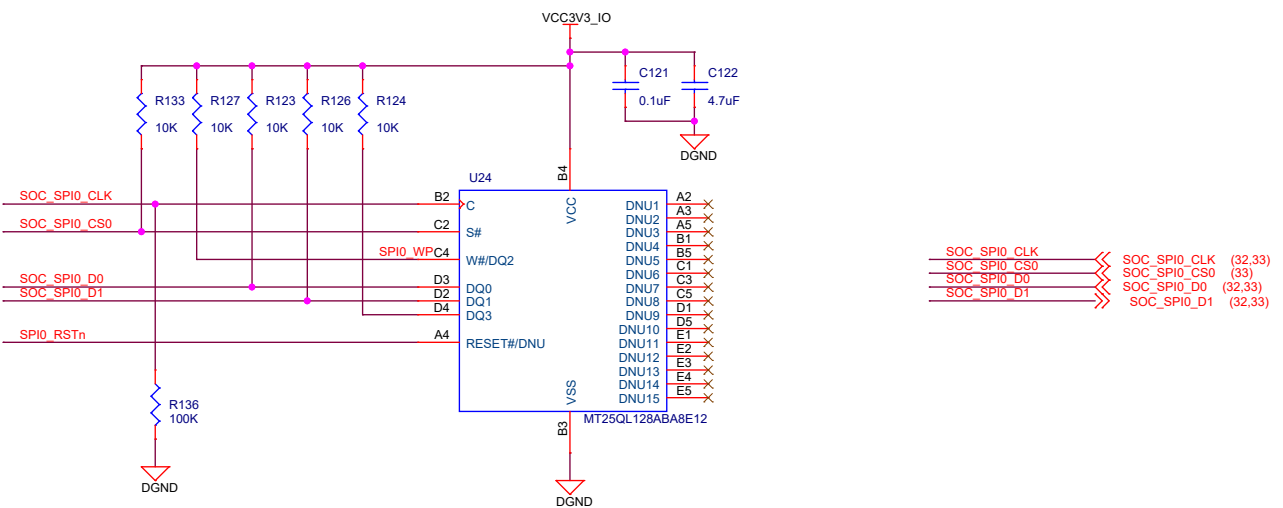 VCC3V3_IO
C121
0.1uF
C122
4.7uF
DGND
R133
10K
R127
10K
R123
10K
R126
10K
R124
10K
U24
B4
VCC
SOC_SPI0_CLK
B2
C
SOC_SPI0_CS0
C2
S#
SPI0_WP
C4
W#/DQ2
SOC_SPI0_D0
D3
DQ0
SOC_SPI0_D1
D2
DQ1
D4
DQ3
SPI0_RSTn
A4
RESET#/DNU
DNU1 A2
DNU2 A3
DNU3 A5
DNU4 B1
DNU5 B5
DNU6 C1
DNU7 C3
DNU8 C5
DNU9 D1
DNU10 D5
DNU11 E1
DNU12 E2
DNU13 E3
DNU14 E4
DNU15 E5
VSS
B3
MT25QL128ABA8E12
DGND
R136
100K
DGND
SOC_SPI0_CLK SOC_SPI0_CLK (32,33)
SOC_SPI0_CS0 SOC_SPI0_CS0 (33)
SOC_SPI0_D0 SOC_SPI0_D0 (32,33)
SOC_SPI0_D1 SOC_SPI0_D1 (32,33)